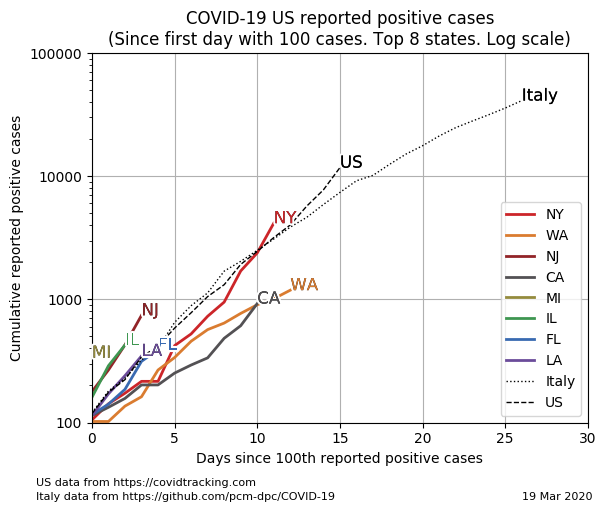 COVID-19 US reported positive cases
(Since first day with 100 cases. Top 8 states. Log scale)
100000
10000
1000
100
Cumulative reported positive cases
Italy
US
NY
WA
CA
NJ
IL
MI
LA
FL
NY
WA
NJ
CA
MI
IL
FL
LA
Italy
US
0 5 10 15 20 25 30
Days since 100th reported positive cases
US data from https://covidtracking.com
Italy data from https://github.com/pcm-dpc/COVID-19
19 Mar 2020